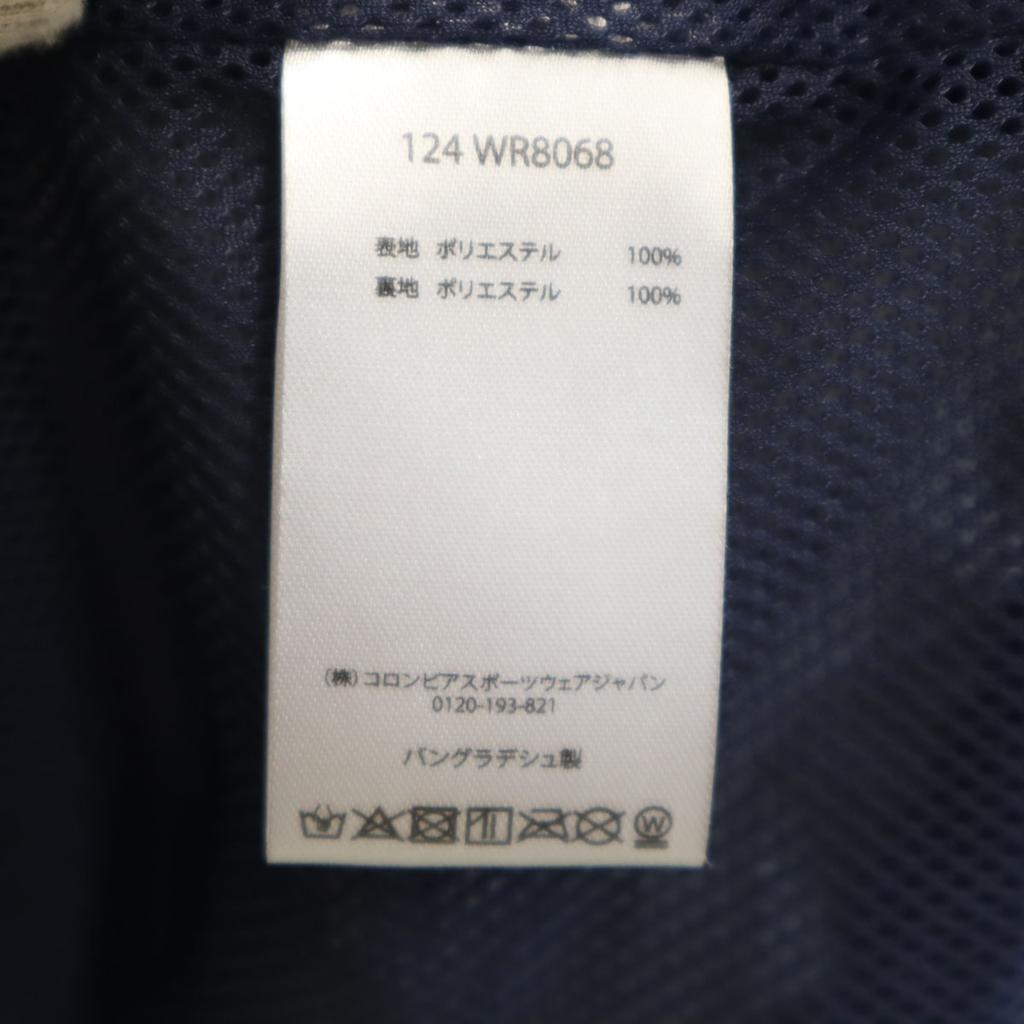 124 WR8068
表地 ポリエステル 100%
裏地 ポリエステル 100%
(株)コロンビアスポーツウェアジャパン
0120-193-821
バングラデシュ製
W